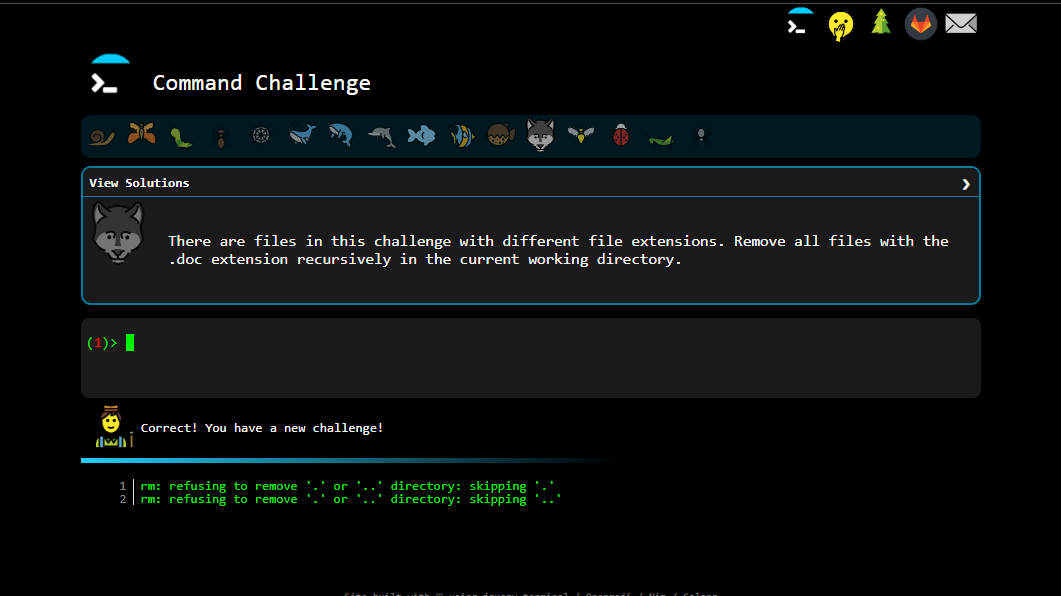 Command Challenge
View Solutions
There are files in this challenge with different file extensions. Remove all files with the
.doc extension recursively in the current working directory.
(1)>
Correct! You have a new challenge!
1 rm: refusing to remove '.' or '..' directory: skipping '.'
2 rm: refusing to remove '.' or '..' directory: skipping '..'